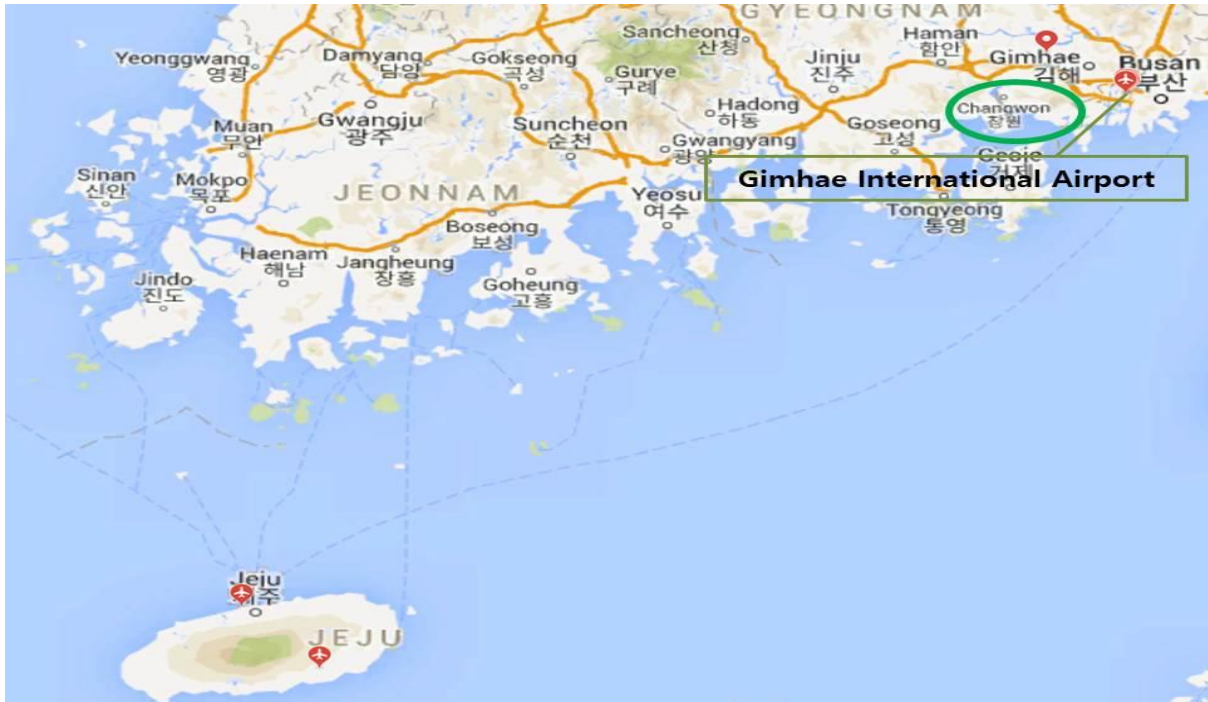 GYEONGNAM
Sancheong
산청
Haman
함안
Yeonggwang
영광
Damyang
담양
Gokseong
곡성
Gurye
구례
Jinju
진주
Gimhae
김해
Busan
부산
Hadong
하동
Changwon
창원
Muan
무안
Gwangju
광주
Suncheon
순천
Gwangyang
광양
Goseong
고성
Geoje
거제
Gimhae International Airport
Sinan
신안
Mokpo
목포
JEONNAM
Yeosu
여수
Tongyeong
통영
Boseong
보성
Haenam
해남
Jangheung
장흥
Jindo
진도
Goheung
고흥
Jeju
제주
JEJU